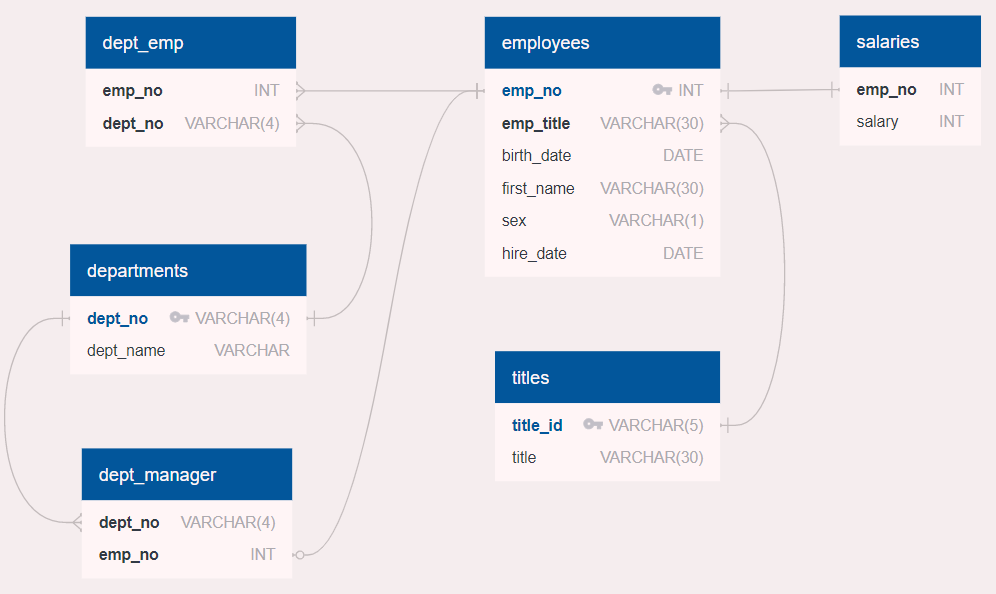 dept_emp
emp_no INT
dept_no VARCHAR(4)
employees
emp_no INT
emp_title VARCHAR(30)
birth_date DATE
first_name VARCHAR(30)
sex VARCHAR(1)
hire_date DATE
salaries
emp_no INT
salary INT
departments
dept_no VARCHAR(4)
dept_name VARCHAR
titles
title_id VARCHAR(5)
title VARCHAR(30)
dept_manager
dept_no VARCHAR(4)
emp_no INT